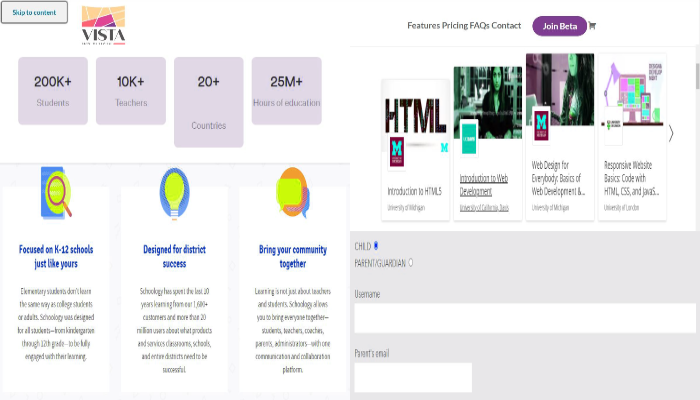 Skip to content
VISTA
200K+
Students
10K+
Teachers
20+
Countries
25M+
Hours of education
Focused on K-12 schools
just like yours
Elementary students don't learn
the same way as college students
or adults. Schoology was designed
for all students—from kindergarten
through 12th grade—to be fully
engaged with their learning.
Designed for district
success
Schoology has spent the last 10
years learning from our 1,600+
customers and more than 20
million users about what products
and services classrooms, schools,
and entire districts need to be
successful.
Bring your community
together
Learning is not just about teachers
and students. Schoology allows
you to bring everyone together—
students, teachers, coaches,
parents, administrators—with one
communication and collaboration
platform.
Features Pricing FAQs Contact
Join Beta
HTML
Introduction to HTML5
University of Michigan
Introduction to Web
Development
University of California, Davis
Web Design for
Everybody: Basics of
Web Development &...
University of Michigan
Responsive Website
Basics: Code with
HTML, CSS, and JavaS...
University of London
CHILD
PARENT/GUARDIAN
Username
Parent's email